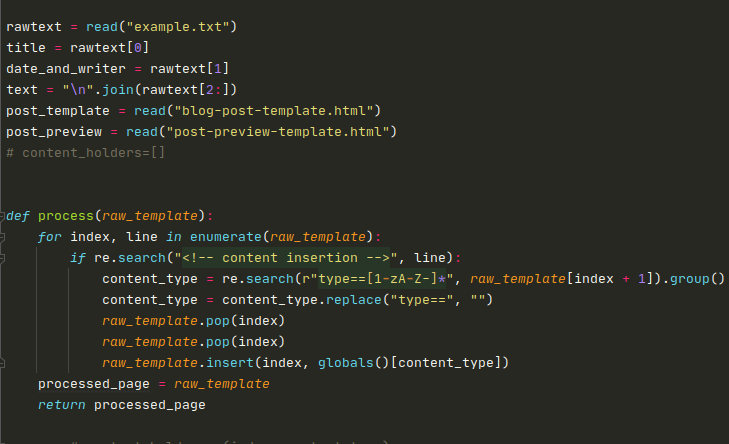 rawtext = read("example.txt")
title = rawtext[0]
date_and_writer = rawtext[1]
text = "\n".join(rawtext[2:])
post_template = read("blog-post-template.html")
post_preview = read("post-preview-template.html")
# content_holders=[]
def process(raw_template):
    for index, line in enumerate(raw_template):
        if re.search("<!-- content insertion -->", line):
            content_type = re.search(r"type==[1-zA-Z-]*", raw_template[index + 1]).group()
            content_type = content_type.replace("type==", "")
            raw_template.pop(index)
            raw_template.pop(index)
            raw_template.insert(index, globals()[content_type])
    processed_page = raw_template
    return processed_page